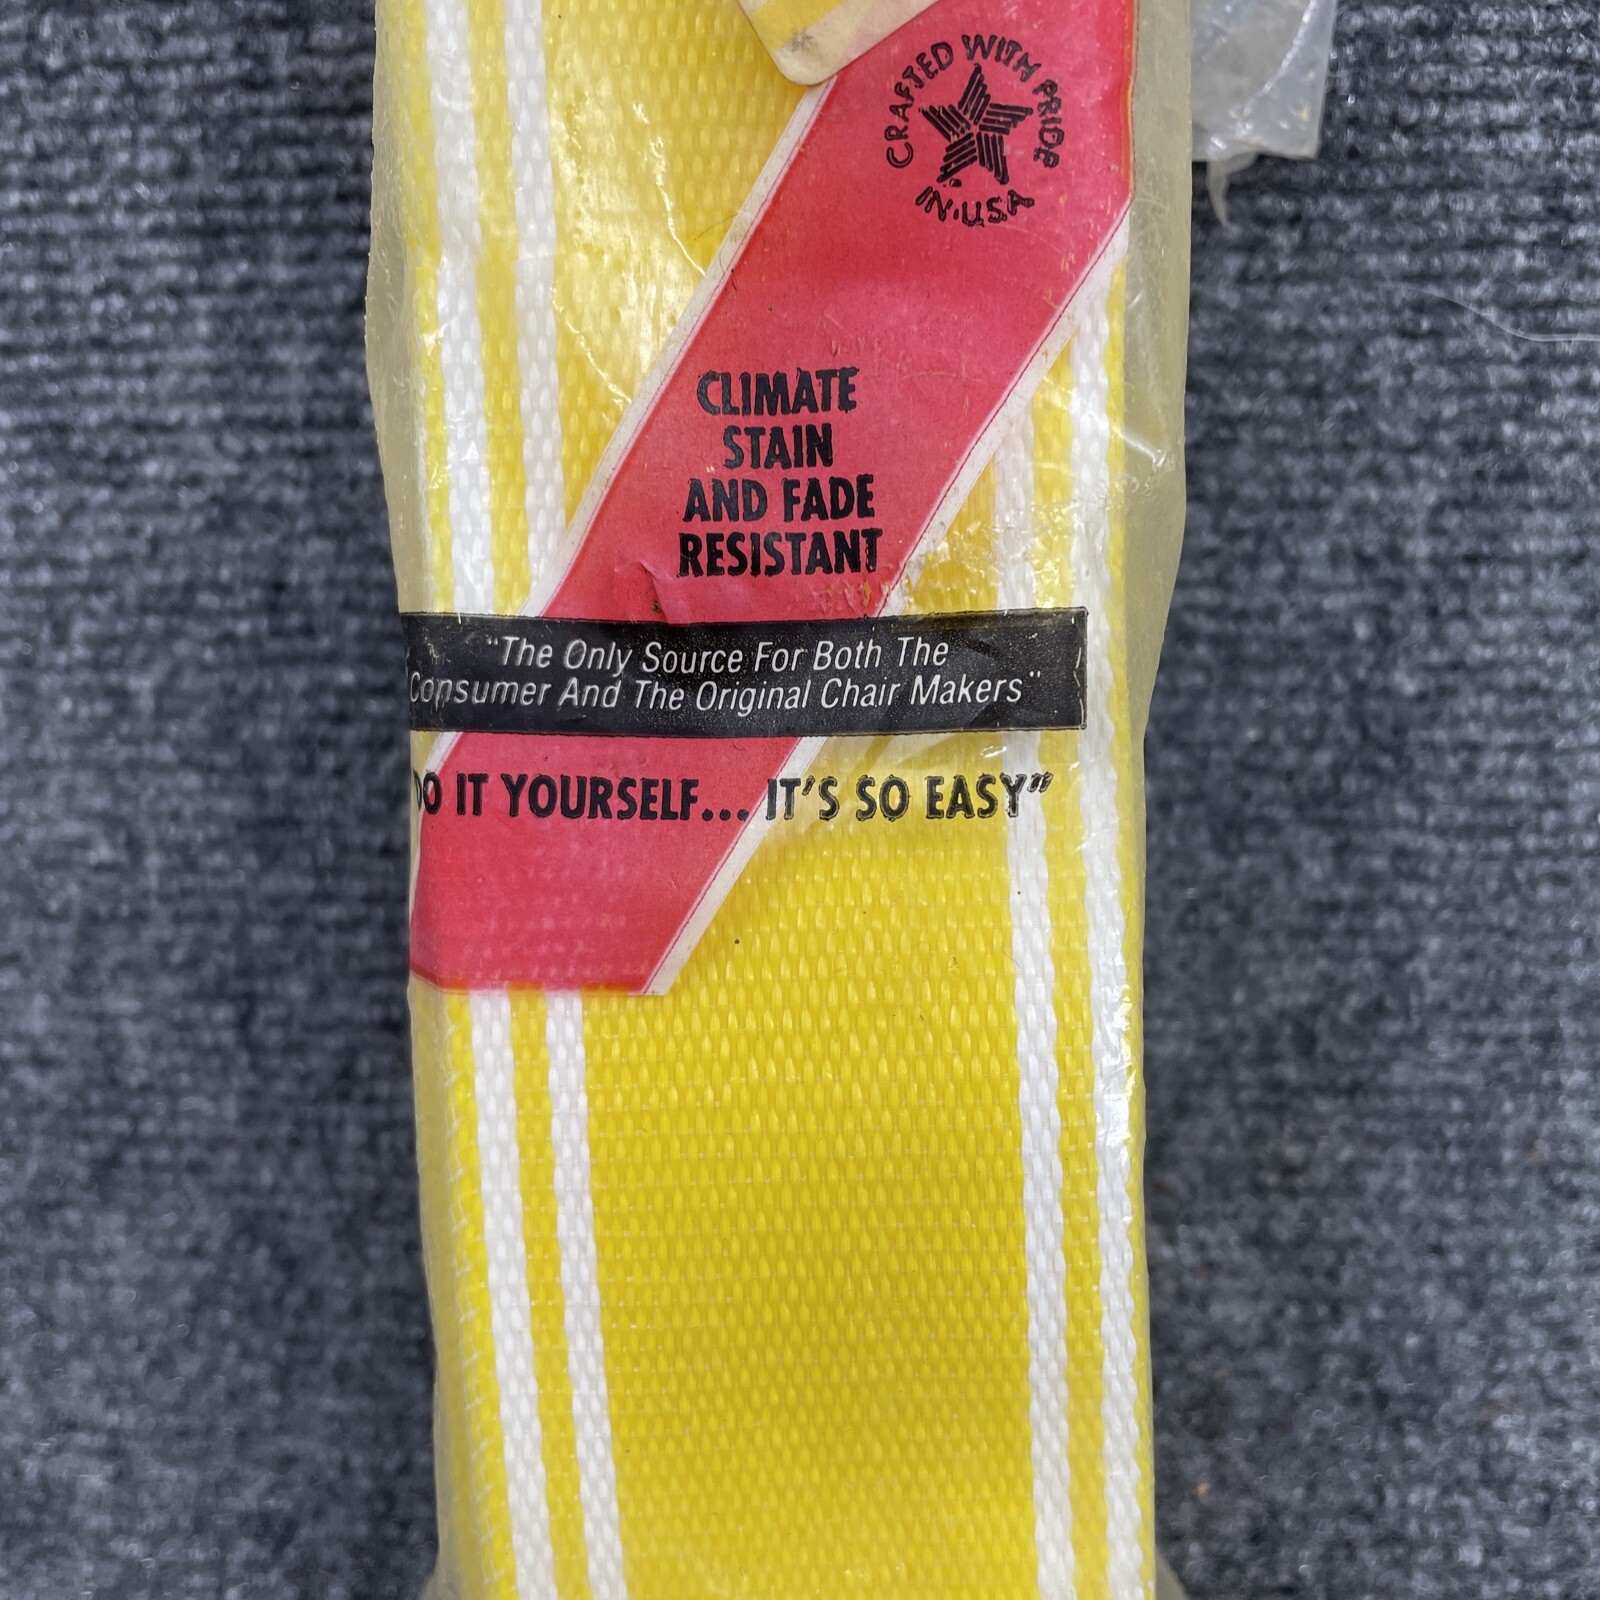 CRAFTED WITH PRIDE
IN·USA
CLIMATE
STAIN
AND FADE
RESISTANT
"The Only Source For Both The
Consumer And The Original Chair Makers"
DO IT YOURSELF... IT'S SO EASY"